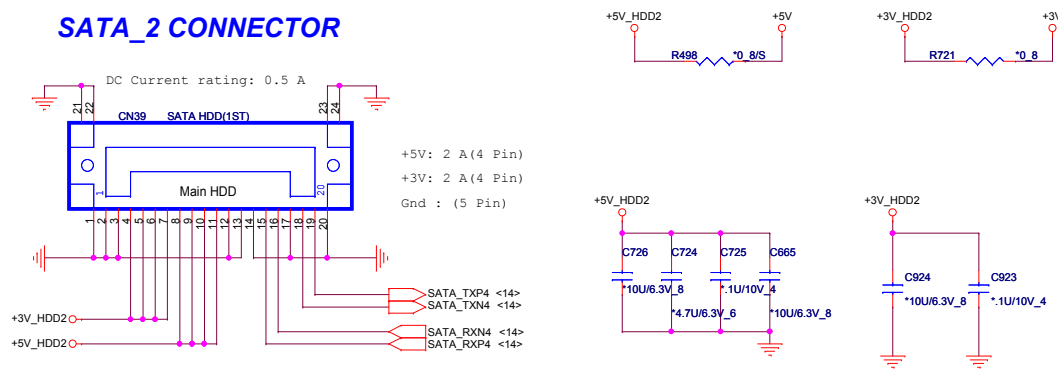 SATA_2 CONNECTOR
DC Current rating: 0.5 A
21
22
23
24
CN39 SATA HDD(1ST)
Main HDD
1
20
1 2 3 4 5 6 7 8 9 10 11 12 13 14 15 16 17 18 19 20
+5V: 2 A(4 Pin)
+3V: 2 A(4 Pin)
Gnd : (5 Pin)
SATA_TXP4 <14>
SATA_TXN4 <14>
SATA_RXN4 <14>
SATA_RXP4 <14>
+3V_HDD2
+5V_HDD2
+5V_HDD2 +5V
R498 *0_8/S
+3V_HDD2 +3V
R721 *0_8
+5V_HDD2
C726 C724 C725 C665
*10U/6.3V_8 *.1U/10V_4
*4.7U/6.3V_6 *10U/6.3V_8
+3V_HDD2
C924 C923
*10U/6.3V_8 *.1U/10V_4